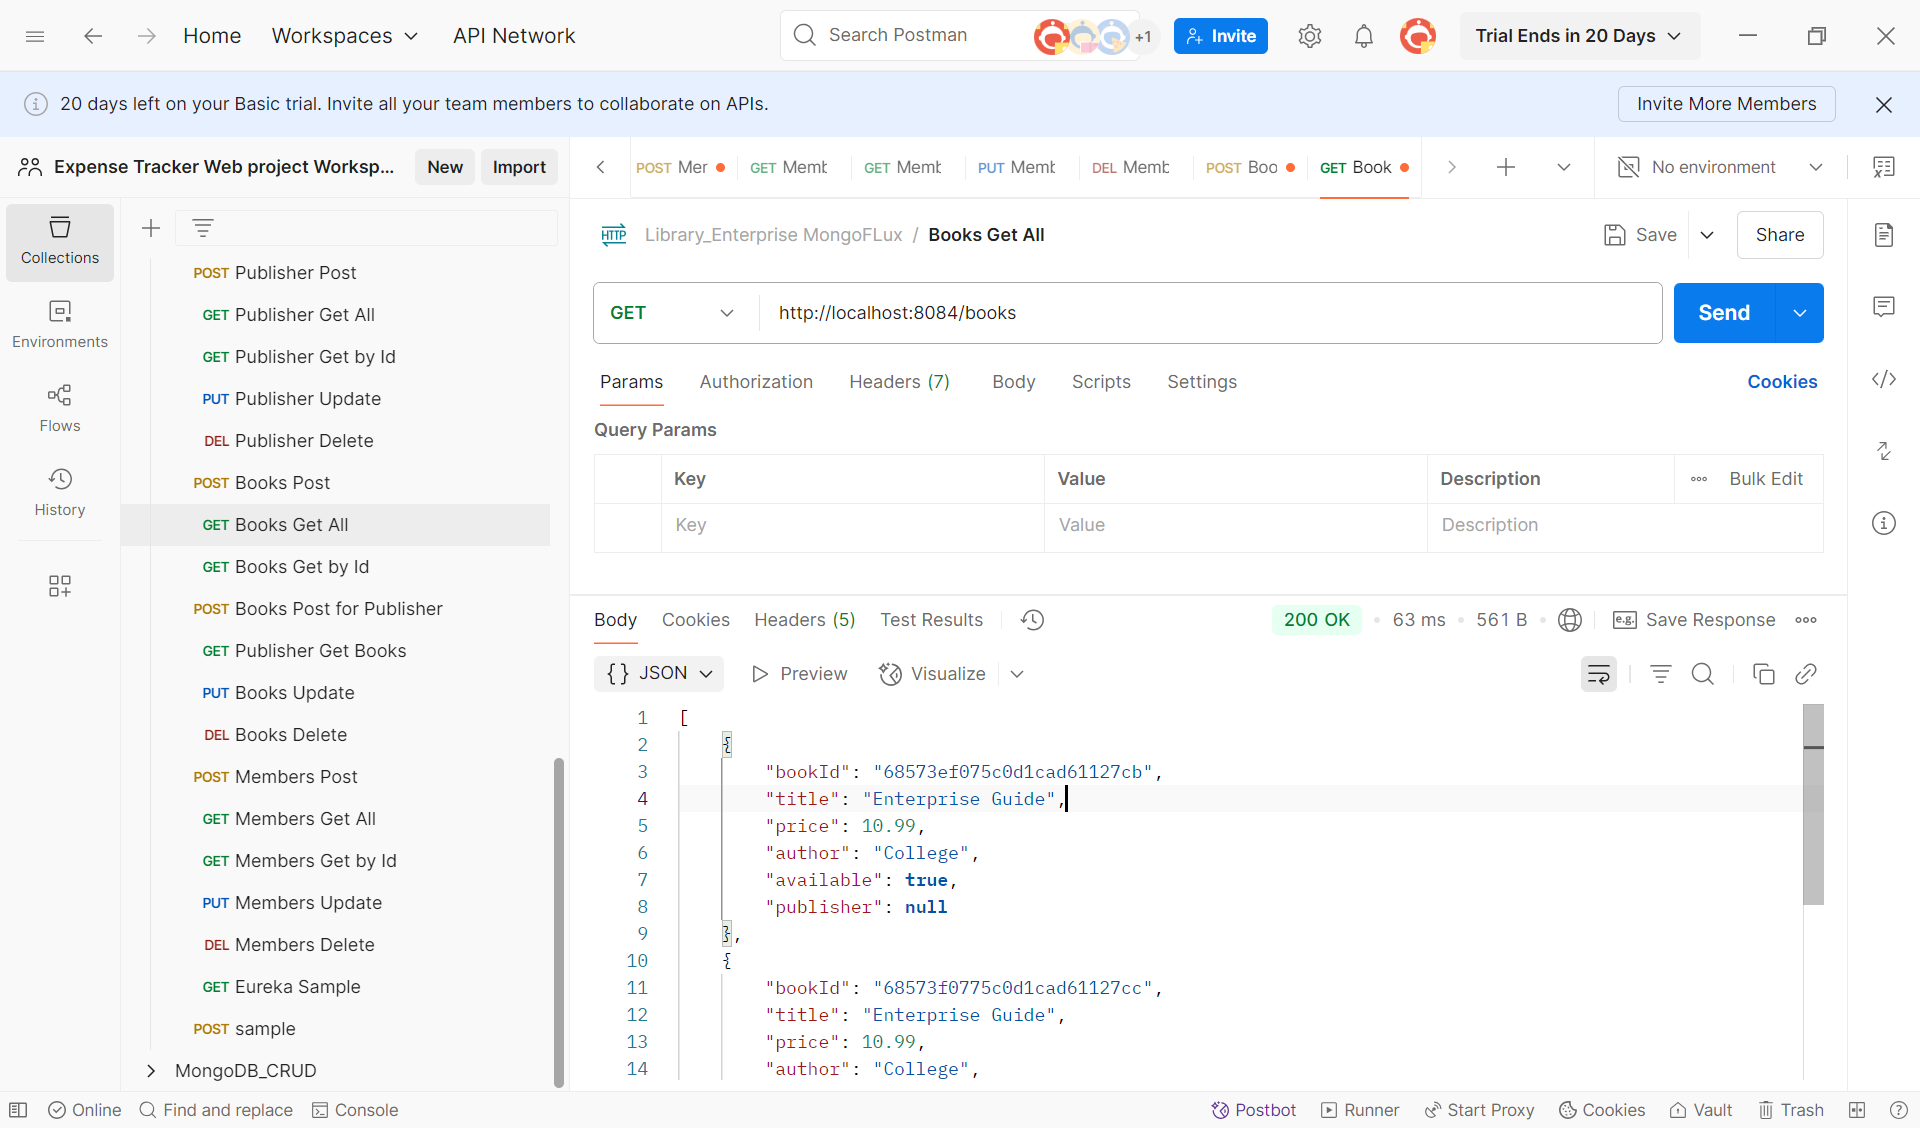 Home Workspaces API Network Search Postman +1 Invite Trial Ends in 20 Days
20 days left on your Basic trial. Invite all your team members to collaborate on APIs. Invite More Members
Expense Tracker Web project Worksp... New Import
POST Mer GET Memb GET Memb PUT Memb DEL Memb POST Boo GET Book No environment
Collections
Environments
Flows
History
POST Publisher Post
GET Publisher Get All
GET Publisher Get by Id
PUT Publisher Update
DEL Publisher Delete
POST Books Post
GET Books Get All
GET Books Get by Id
POST Books Post for Publisher
GET Publisher Get Books
PUT Books Update
DEL Books Delete
POST Members Post
GET Members Get All
GET Members Get by Id
PUT Members Update
DEL Members Delete
GET Eureka Sample
POST sample
MongoDB_CRUD
HTTP Library_Enterprise MongoFLux / Books Get All Save Share
GET http://localhost:8084/books Send
Params Authorization Headers (7) Body Scripts Settings Cookies
Query Params
Key Value Description Bulk Edit
Key Value Description
Body Cookies Headers (5) Test Results 200 OK 63 ms 561 B e.g. Save Response
{} JSON Preview Visualize
1 [
2 {
3 "bookId": "68573ef075c0d1cad61127cb",
4 "title": "Enterprise Guide",
5 "price": 10.99,
6 "author": "College",
7 "available": true,
8 "publisher": null
9 },
10 {
11 "bookId": "68573f0775c0d1cad61127cc",
12 "title": "Enterprise Guide",
13 "price": 10.99,
14 "author": "College",
Online Find and replace Console Postbot Runner Start Proxy Cookies Vault Trash